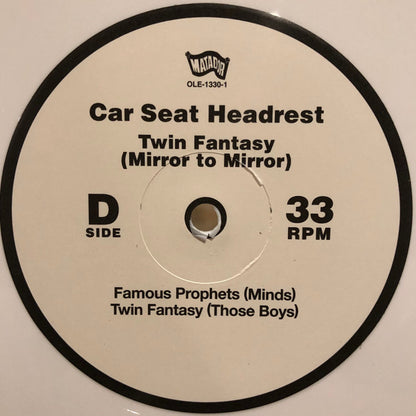 MATADOR
OLE-1330-1
Car Seat Headrest
Twin Fantasy
(Mirror to Mirror)
D
SIDE
33
RPM
Famous Prophets (Minds)
Twin Fantasy (Those Boys)